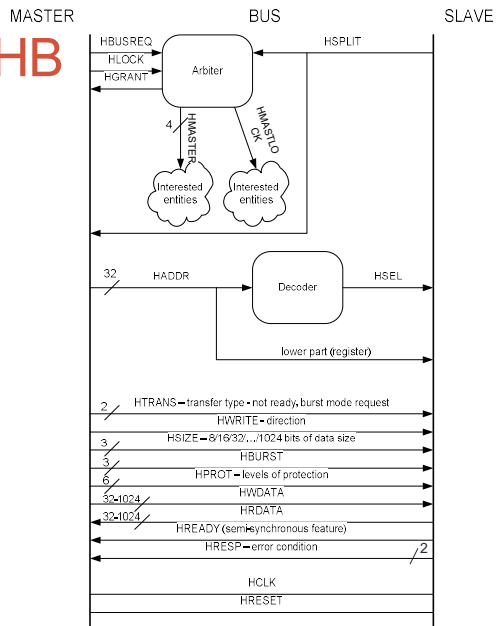 MASTER BUS SLAVE
HB
HBUSREQ
HLOCK
HGRANT
Arbiter
HSPLIT
4
HMASTER
HMASTLO
CK
Interested
entities
Interested
entities
32
HADDR
Decoder
HSEL
lower part (register)
HTRANS – transfer type - not ready, burst mode request
2
HWRITE - direction
HSIZE – 8/16/32/.../1024 bits of data size
3
HBURST
3
HPROT – levels of protection
6
HWDATA
32-1024
HRDATA
32-1024
HREADY (semi-synchronous feature)
HRESP – error condition
2
HCLK
HRESET